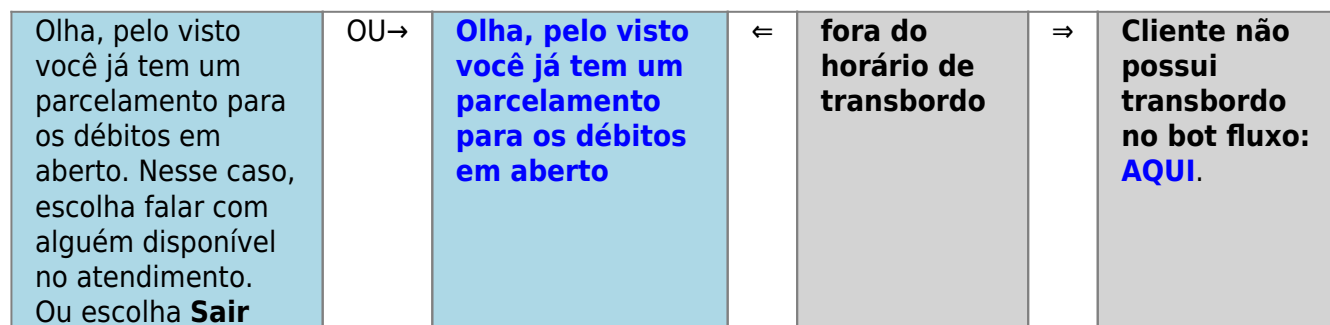 Olha, pelo visto
você já tem um
parcelamento para
os débitos em
aberto. Nesse caso,
escolha falar com
alguém disponível
no atendimento.
Ou escolha Sair
OU→
Olha, pelo visto
você já tem um
parcelamento
para os débitos
em aberto
⇐
fora do
horário de
transbordo
⇒
Cliente não
possui
transbordo
no bot fluxo:
AQUI.